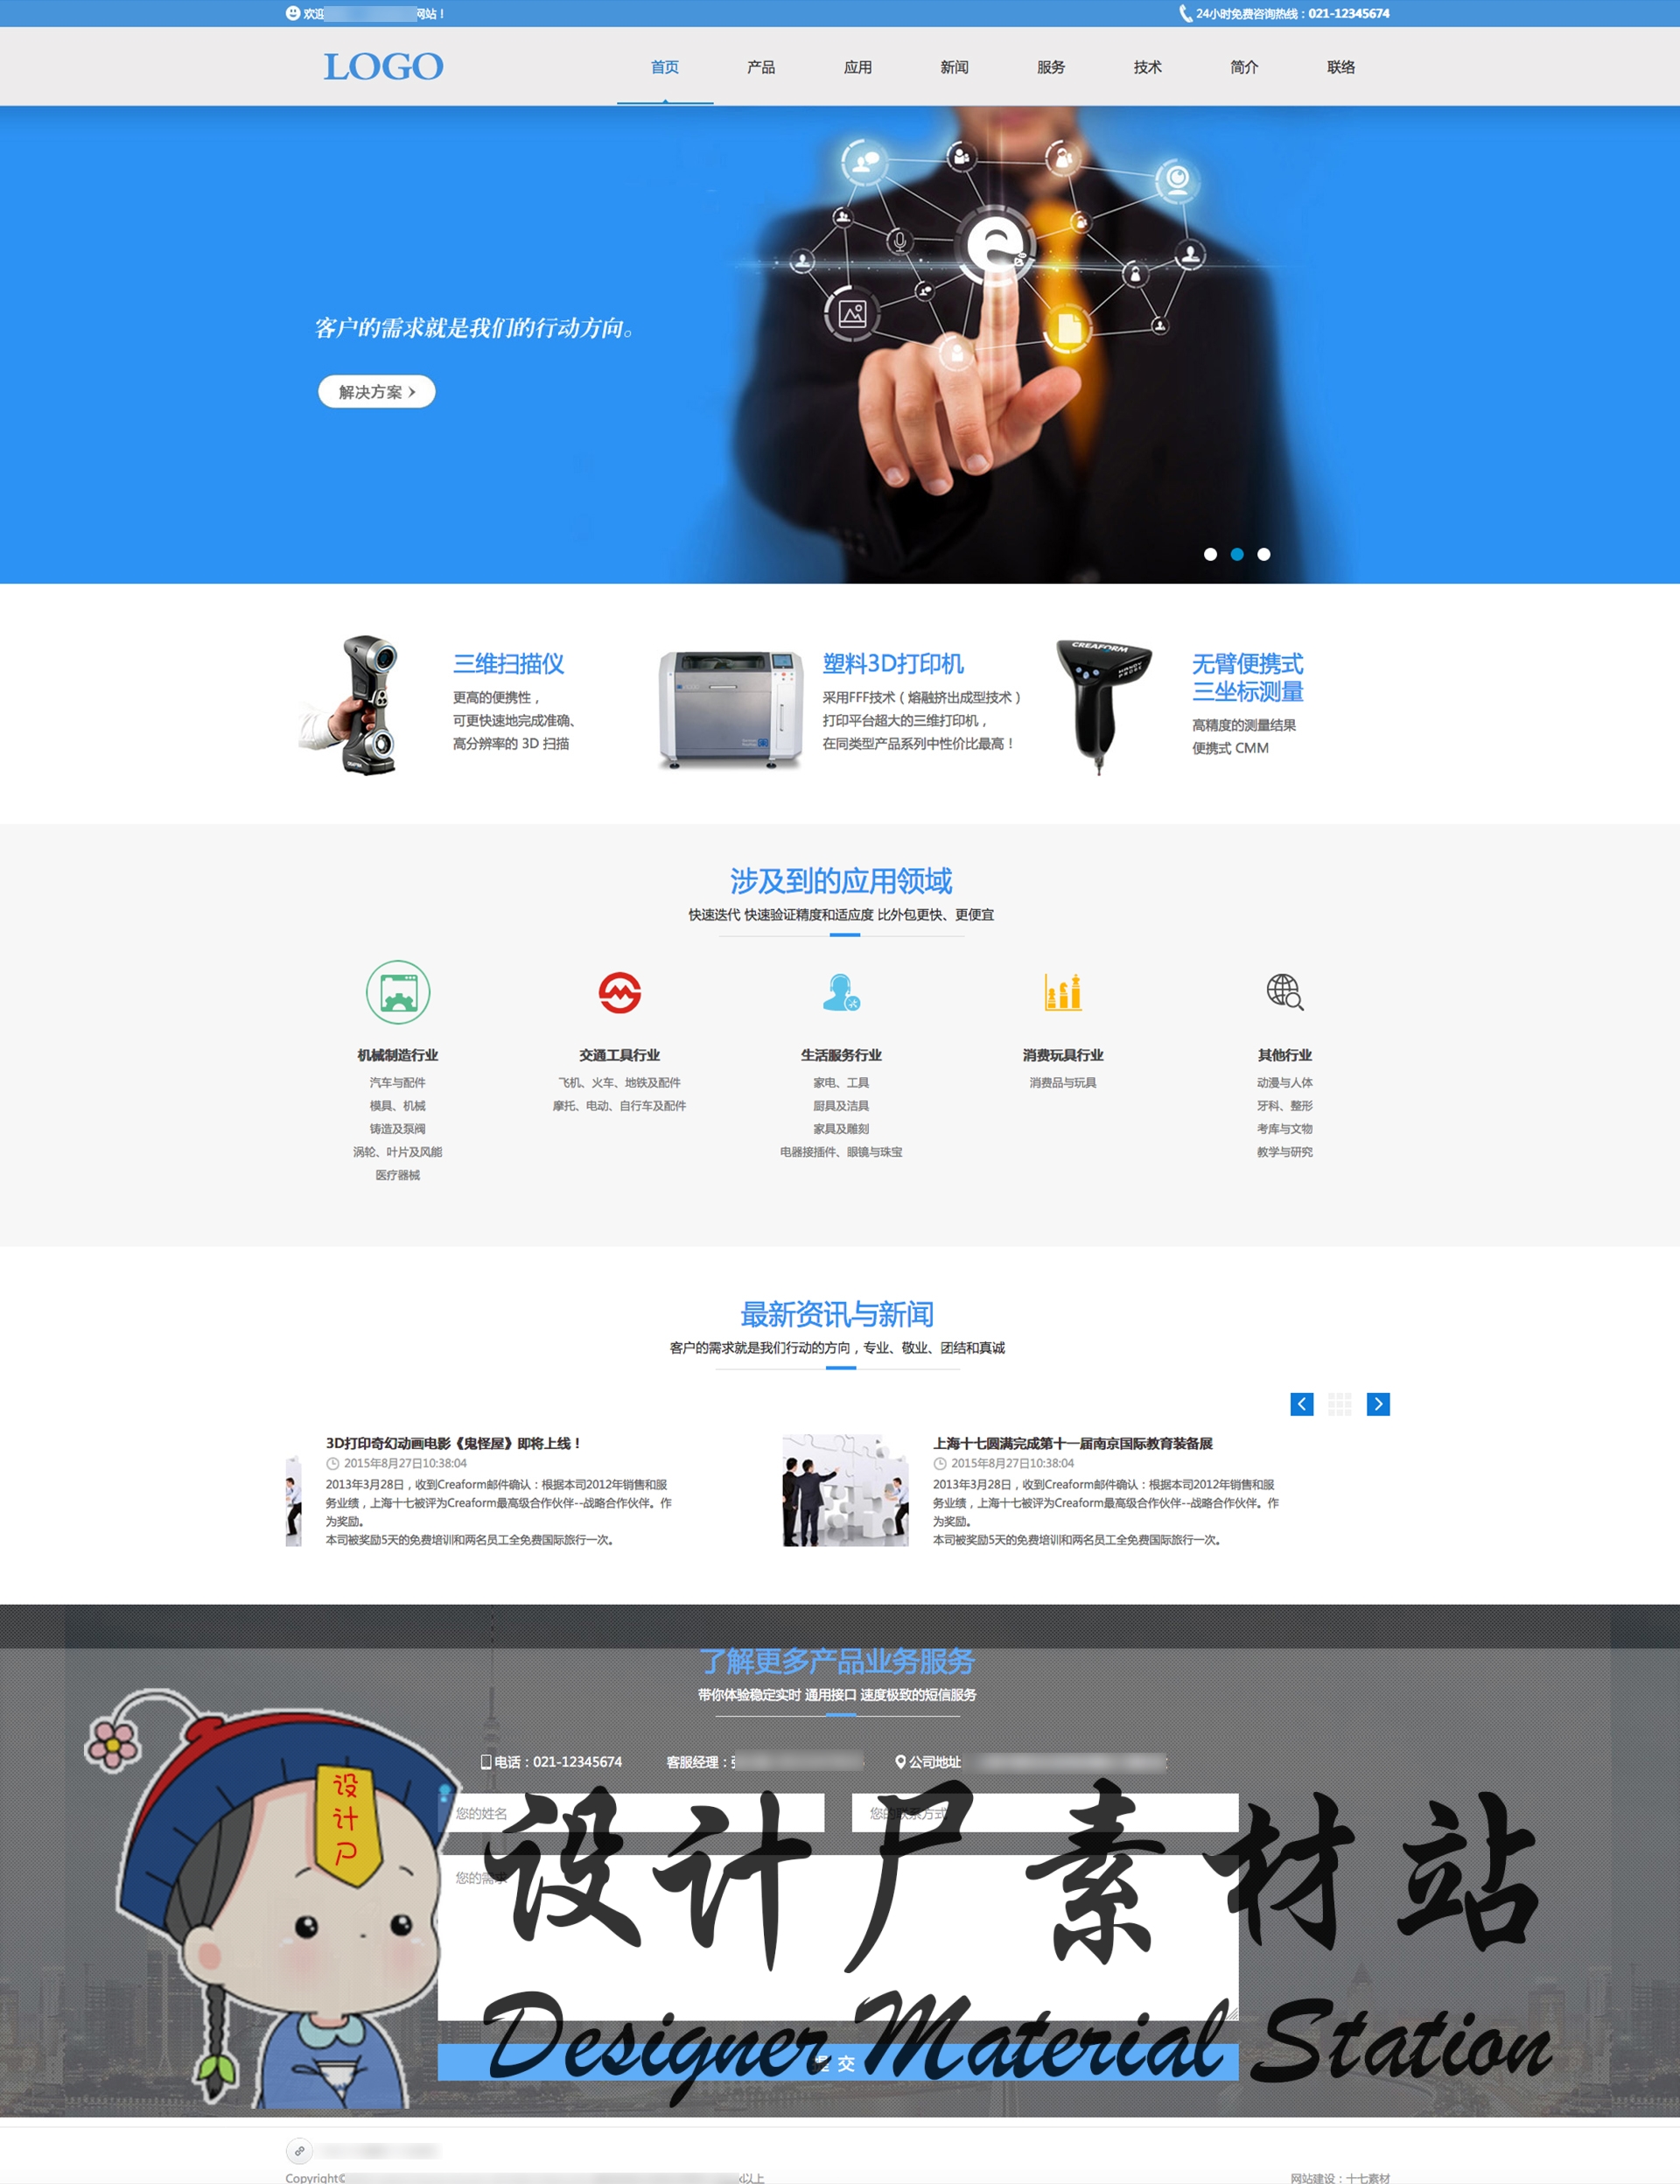 欢迎
网站！
24小时免费咨询热线：021-12345674
LOGO
首页 产品 应用 新闻 服务 技术 简介 联络
客户的需求就是我们的行动方向。
解决方案
三维扫描仪
更高的便携性，
可更快速地完成准确、
高分辨率的 3D 扫描
塑料3D打印机
采用FFF技术（熔融挤出成型技术）
打印平台超大的三维打印机，
在同类型产品系列中性价比最高！
CREAFORM
无臂便携式
三坐标测量
高精度的测量结果
便携式 CMM
涉及到的应用领域
快速迭代 快速验证精度和适应度 比外包更快、更便宜
机械制造行业
汽车与配件
模具、机械
铸造及泵阀
涡轮、叶片及风能
医疗器械
交通工具行业
飞机、火车、地铁及配件
摩托、电动、自行车及配件
生活服务行业
家电、工具
厨具及洁具
家具及雕刻
电器接插件、眼镜与珠宝
消费玩具行业
消费品与玩具
其他行业
动漫与人体
牙科、整形
考库与文物
教学与研究
最新资讯与新闻
客户的需求就是我们行动的方向，专业、敬业、团结和真诚
3D打印奇幻动画电影《鬼怪屋》即将上线！
2015年8月27日10:38:04
2013年3月28日，收到Creaform邮件确认：根据本司2012年销售和服
务业绩，上海十七被评为Creaform最高级合作伙伴--战略合作伙伴。作
为奖励。
本司被奖励5天的免费培训和两名员工全免费国际旅行一次。
上海十七圆满完成第十一届南京国际教育装备展
2015年8月27日10:38:04
2013年3月28日，收到Creaform邮件确认：根据本司2012年销售和服
务业绩，上海十七被评为Creaform最高级合作伙伴--战略合作伙伴。作
为奖励。
本司被奖励5天的免费培训和两名员工全免费国际旅行一次。
了解更多产品业务服务
带你体验稳定实时 通用接口 速度极致的短信服务
电话：021-12345674
客服经理：
公司地址
您的姓名
您的联系方式
您的需求
提 交
设
计
尸
设计尸素材站
Designer Material Station
Copyright©
以上
网站建设：十七素材